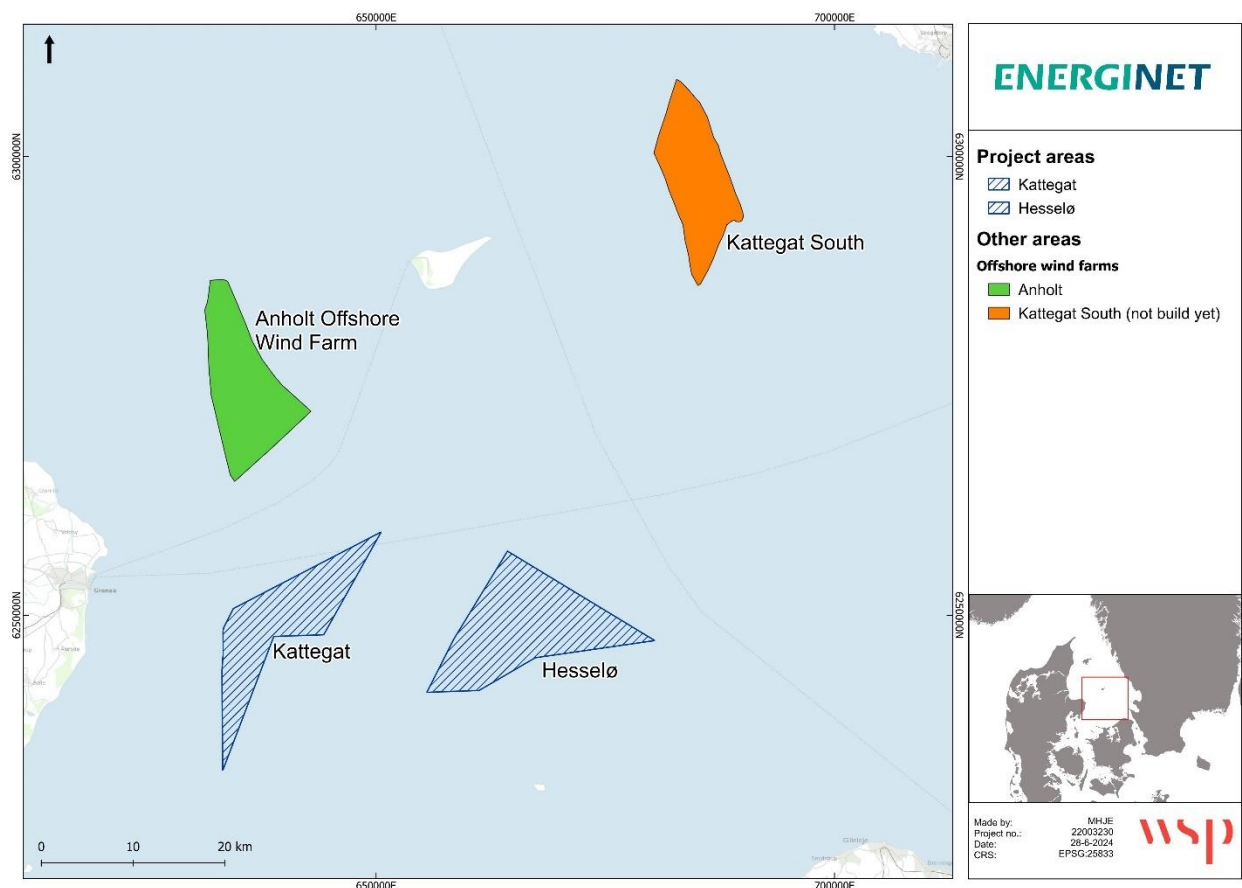 650000E
700000E
6300000N
6300000N
Kattegat South
Anholt Offshore
Wind Farm
Grenaa
6250000N
6250000N
Kattegat
Hesselø
0 10 20 km
Gilleleje
650000E
700000E
ENERGINET
Project areas
Kattegat
Hesselø
Other areas
Offshore wind farms
Anholt
Kattegat South (not build yet)
Made by: MHJE
Project no.: 22003230
Date: 28-6-2024
CRS: EPSG:25833
wsp